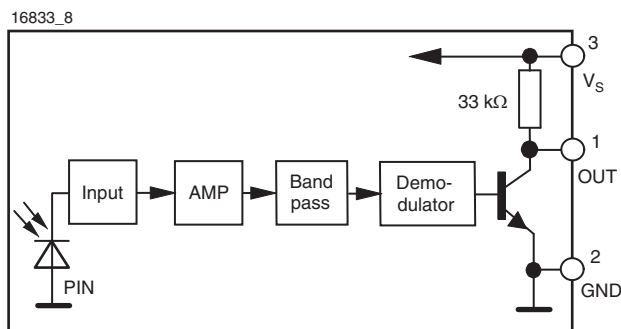 16833_8
3
V_S
33 kΩ
1
OUT
Input
AMP
Band
pass
Demo-
dulator
2
GND
PIN